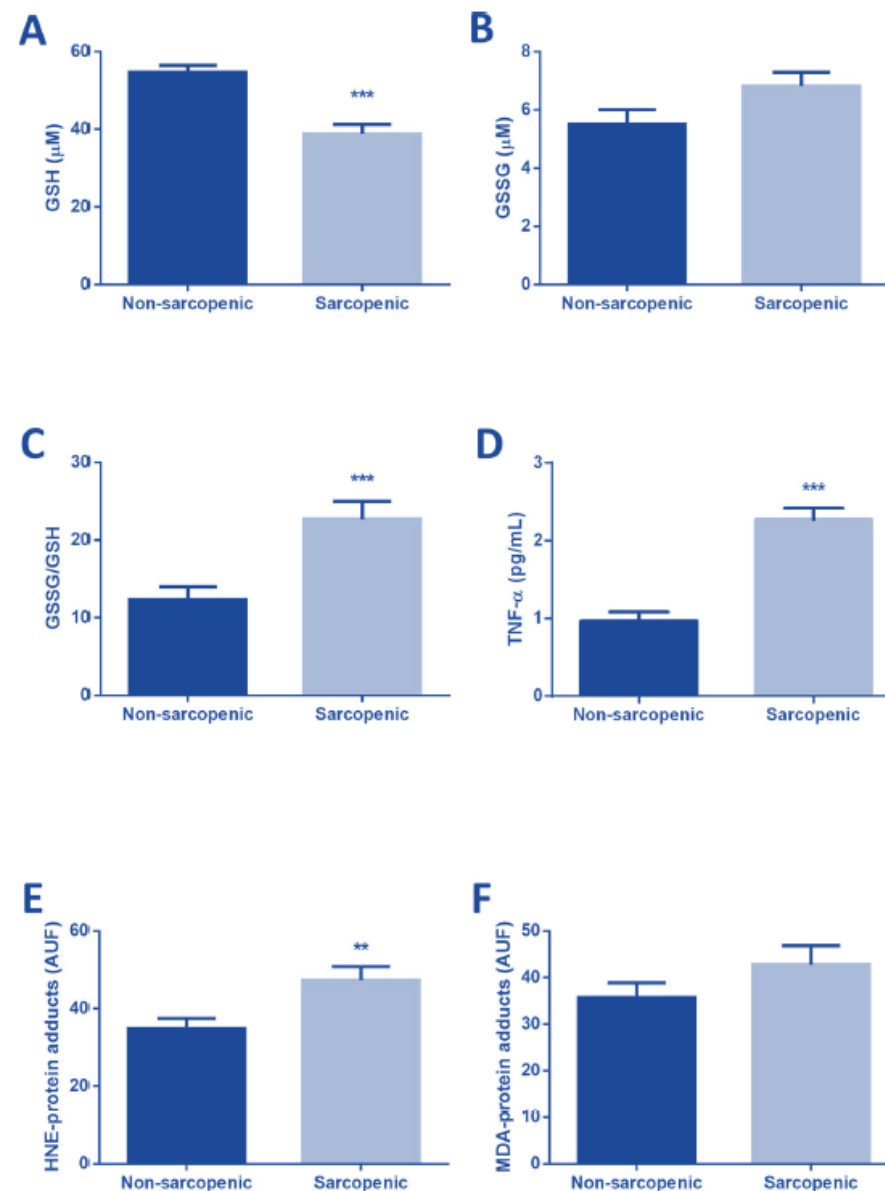 A
GSH (μM)
60
40
20
0
***
Non-sarcopenic
Sarcopenic
B
GSSG (μM)
8
6
4
2
0
Non-sarcopenic
Sarcopenic
C
GSSG/GSH
30
20
10
0
***
Non-sarcopenic
Sarcopenic
D
TNF-α (pg/mL)
3
2
1
0
***
Non-sarcopenic
Sarcopenic
E
HNE-protein adducts (AUF)
60
40
20
0
**
Non-sarcopenic
Sarcopenic
F
MDA-protein adducts (AUF)
50
40
30
20
10
0
Non-sarcopenic
Sarcopenic